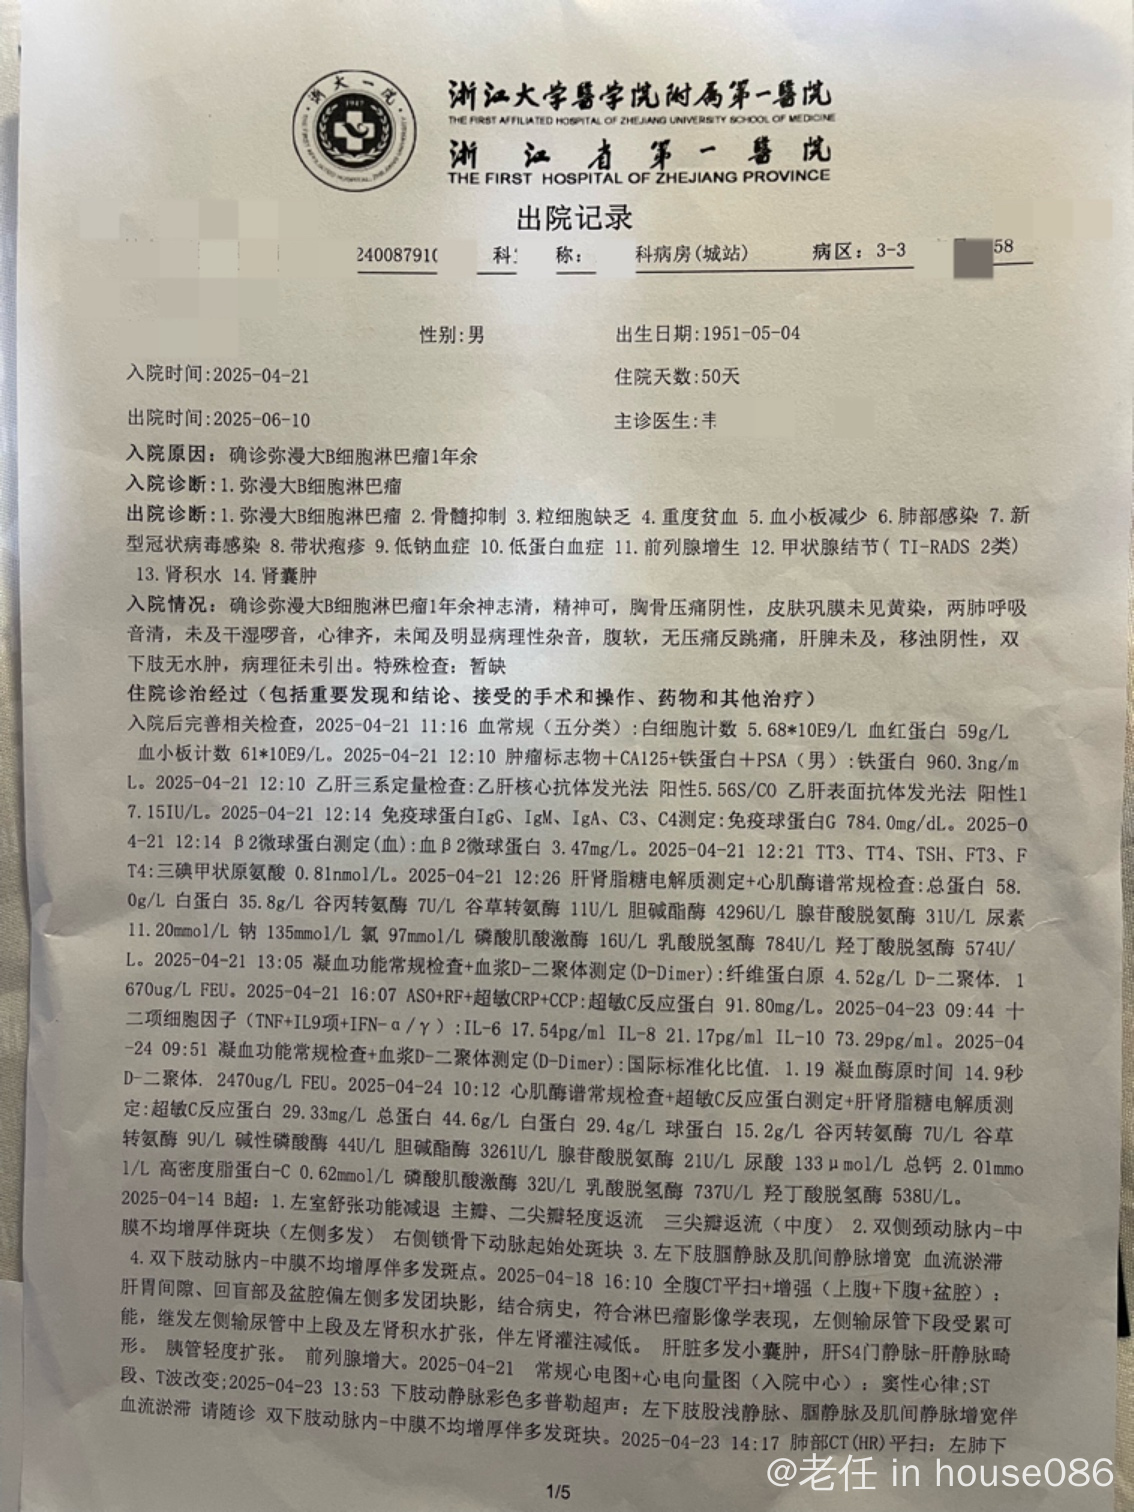 浙大一院
1947
浙江大学醫学院附属第一醫院
THE FIRST AFFILIATED HOSPITAL OF ZHEJIANG UNIVERSITY SCHOOL OF MEDICINE
浙江省第一醫院
THE FIRST HOSPITAL OF ZHEJIANG PROVINCE
出院记录
24008791 科 称: 科病房(城站) 病区: 3-3 58
性别:男 出生日期:1951-05-04
入院时间:2025-04-21 住院天数:50天
出院时间:2025-06-10 主诊医生:
入院原因: 确诊弥漫大B细胞淋巴瘤1年余
入院诊断:1.弥漫大B细胞淋巴瘤
出院诊断:1.弥漫大B细胞淋巴瘤 2.骨髓抑制 3.粒细胞缺乏 4.重度贫血 5.血小板减少 6.肺部感染 7.新
型冠状病毒感染 8.带状疱疹 9.低钠血症 10.低蛋白血症 11.前列腺增生 12.甲状腺结节( TI-RADS 2类)
13.肾积水 14.肾囊肿
入院情况: 确诊弥漫大B细胞淋巴瘤1年余神志清, 精神可, 胸骨压痛阴性, 皮肤巩膜未见黄染, 两肺呼吸
音清, 未及干湿啰音, 心律齐, 未闻及明显病理性杂音, 腹软, 无压痛反跳痛, 肝脾未及, 移浊阴性, 双
下肢无水肿, 病理征未引出。特殊检查: 暂缺
住院诊治经过 (包括重要发现和结论、接受的手术和操作、药物和其他治疗)
入院后完善相关检查, 2025-04-21 11:16 血常规 (五分类) :白细胞计数 5.68*10E9/L 血红蛋白 59g/L
血小板计数 61*10E9/L。2025-04-21 12:10 肿瘤标志物+CA125+铁蛋白+PSA (男) :铁蛋白 960.3ng/m
L。2025-04-21 12:10 乙肝三系定量检查:乙肝核心抗体发光法 阳性5.56S/CO 乙肝表面抗体发光法 阳性1
7.15IU/L。2025-04-21 12:14 免疫球蛋白IgG、IgM、IgA、C3、C4测定:免疫球蛋白G 784.0mg/dL。2025-0
4-21 12:14 β2微球蛋白测定(血):血β2微球蛋白 3.47mg/L。2025-04-21 12:21 TT3、TT4、TSH、FT3、F
T4:三碘甲状原氨酸 0.81nmol/L。2025-04-21 12:26 肝肾脂糖电解质测定+心肌酶谱常规检查:总蛋白 58.
0g/L 白蛋白 35.8g/L 谷丙转氨酶 7U/L 谷草转氨酶 11U/L 胆碱酯酶 4296U/L 腺苷酸脱氨酶 31U/L 尿素
11.20mmol/L 钠 135mmol/L 氯 97mmol/L 磷酸肌酸激酶 16U/L 乳酸脱氢酶 784U/L 羟丁酸脱氢酶 574U/
L。2025-04-21 13:05 凝血功能常规检查+血浆D-二聚体测定(D-Dimer):纤维蛋白原 4.52g/L D-二聚体. 1
670ug/L FEU。2025-04-21 16:07 ASO+RF+超敏CRP+CCP:超敏C反应蛋白 91.80mg/L。2025-04-23 09:44 十
二项细胞因子 (TNF+IL9项+IFN-α/γ) :IL-6 17.54pg/ml IL-8 21.17pg/ml IL-10 73.29pg/ml。2025-04
-24 09:51 凝血功能常规检查+血浆D-二聚体测定(D-Dimer):国际标准化比值. 1.19 凝血酶原时间 14.9秒
D-二聚体. 2470ug/L FEU。2025-04-24 10:12 心肌酶谱常规检查+超敏C反应蛋白测定+肝肾脂糖电解质测
定:超敏C反应蛋白 29.33mg/L 总蛋白 44.6g/L 白蛋白 29.4g/L 球蛋白 15.2g/L 谷丙转氨酶 7U/L 谷草
转氨酶 9U/L 碱性磷酸酶 44U/L 胆碱酯酶 3261U/L 腺苷酸脱氨酶 21U/L 尿酸 133μmol/L 总钙 2.01mmo
l/L 高密度脂蛋白-C 0.62mmol/L 磷酸肌酸激酶 32U/L 乳酸脱氢酶 737U/L 羟丁酸脱氢酶 538U/L。
2025-04-14 B超: 1.左室舒张功能减退 主瓣、二尖瓣轻度返流 三尖瓣返流 (中度) 2.双侧颈动脉内-中
膜不均增厚伴斑块 (左侧多发) 右侧锁骨下动脉起始处斑块 3.左下肢腘静脉及肌间静脉增宽 血流淤滞
4.双下肢动脉内-中膜不均增厚伴多发斑点。2025-04-18 16:10 全腹CT平扫+增强 (上腹+下腹+盆腔) :
肝胃间隙、回盲部及盆腔偏左侧多发团块影, 结合病史, 符合淋巴瘤影像学表现, 左侧输尿管下段受累可
能, 继发左侧输尿管中上段及左肾积水扩张, 伴左肾灌注减低。 肝脏多发小囊肿, 肝S4门静脉-肝静脉畸
形。 胰管轻度扩张。 前列腺增大。2025-04-21 常规心电图+心电向量图 (入院中心) : 窦性心律;ST
段、T波改变;2025-04-23 13:53 下肢动静脉彩色多普勒超声: 左下肢股浅静脉、腘静脉及肌间静脉增宽伴
血流淤滞 请随诊 双下肢动脉内-中膜不均增厚伴多发斑块。2025-04-23 14:17 肺部CT(HR)平扫: 左肺下
1/5
@老任 in house086